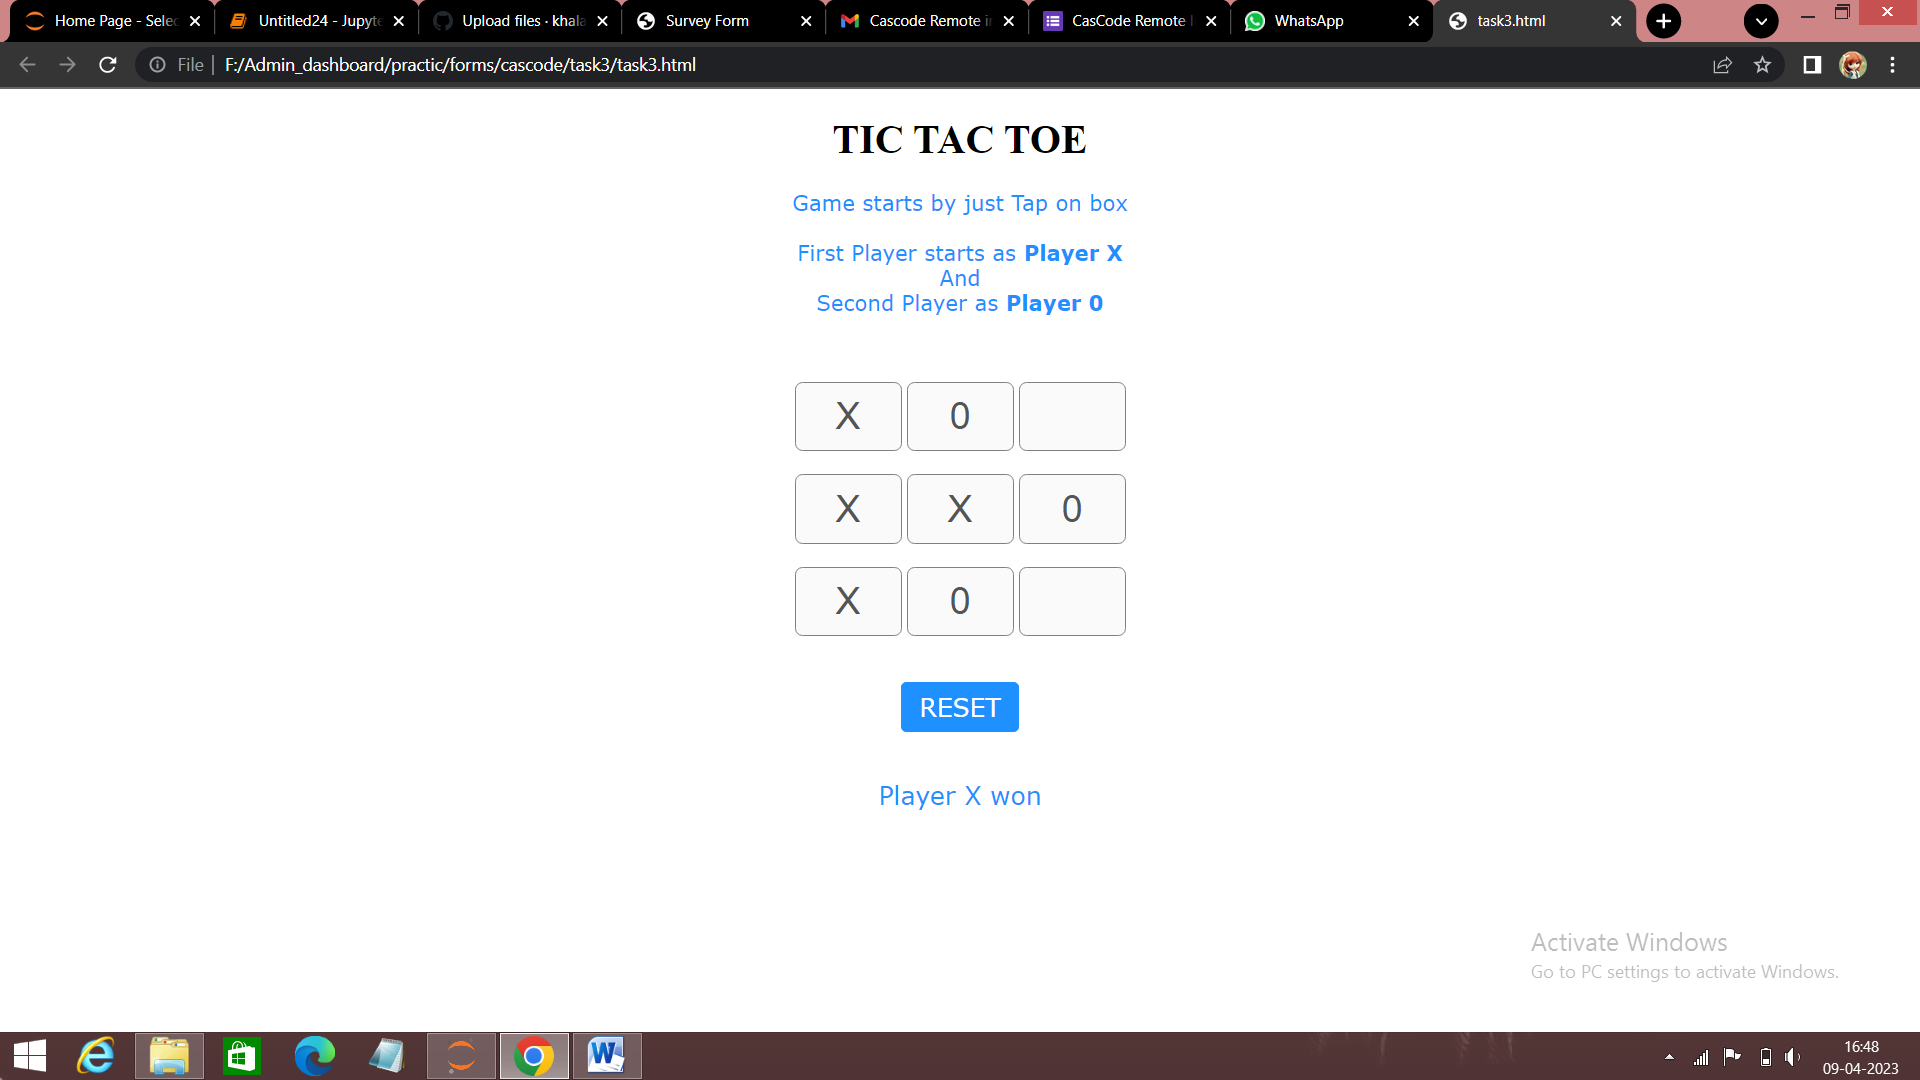 Home Page - Selec
Untitled24 - Jupyte
Upload files · khala
Survey Form
Cascode Remote in
CasCode Remote I
WhatsApp
task3.html
File
F:/Admin_dashboard/practic/forms/cascode/task3/task3.html
TIC TAC TOE
Game starts by just Tap on box
First Player starts as Player X
And
Second Player as Player 0
X 0
X X 0
X 0
RESET
Player X won
Activate Windows
Go to PC settings to activate Windows.
16:48
09-04-2023